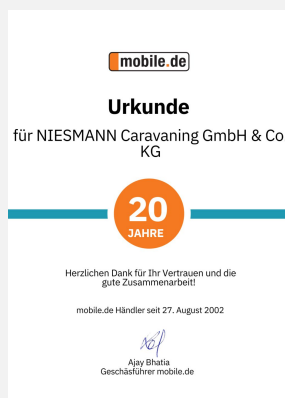 mobile.de
Urkunde
für NIESMANN Caravaning GmbH & Co
KG
20
JAHRE
Herzlichen Dank für Ihr Vertrauen und die
gute Zusammenarbeit!
mobile.de Händler seit 27. August 2002
Ajay Bhatia
Geschäsführer mobile.de